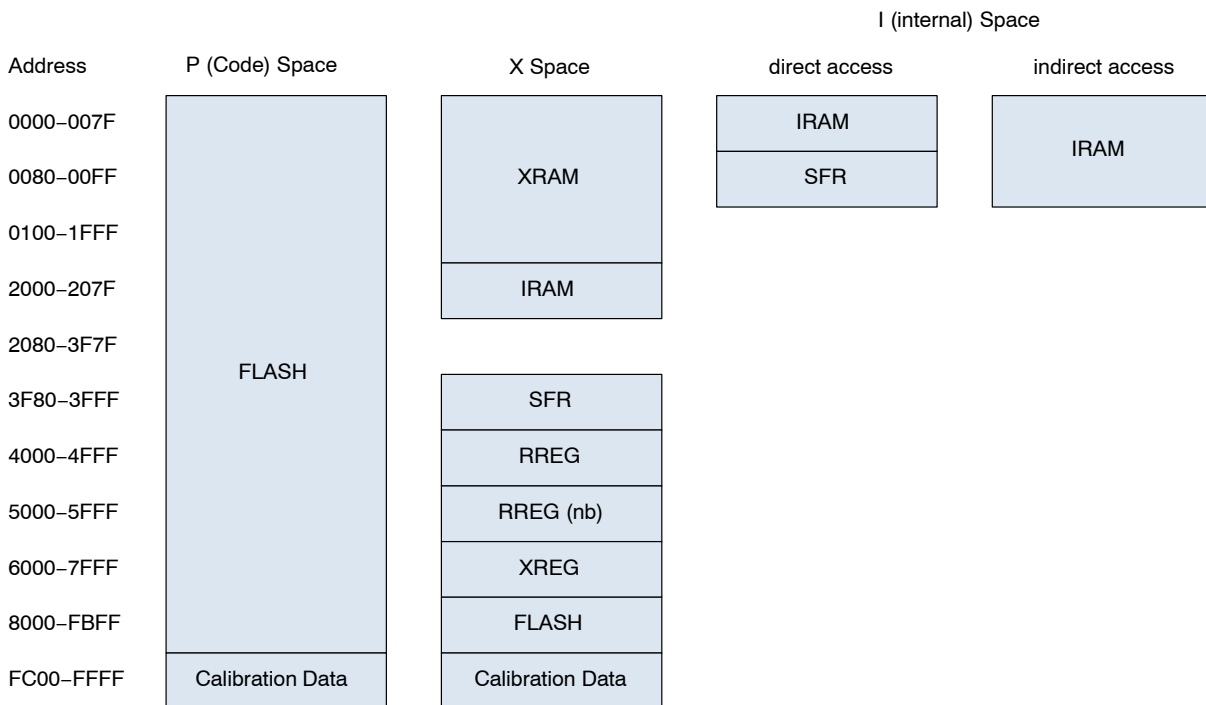 I (internal) Space
Address P (Code) Space X Space direct access indirect access
0000−007F IRAM
IRAM
0080−00FF XRAM SFR
0100−1FFF
2000−207F IRAM
2080−3F7F
FLASH
3F80−3FFF SFR
4000−4FFF RREG
5000−5FFF RREG (nb)
6000−7FFF XREG
8000−FBFF FLASH
FC00−FFFF Calibration Data Calibration Data